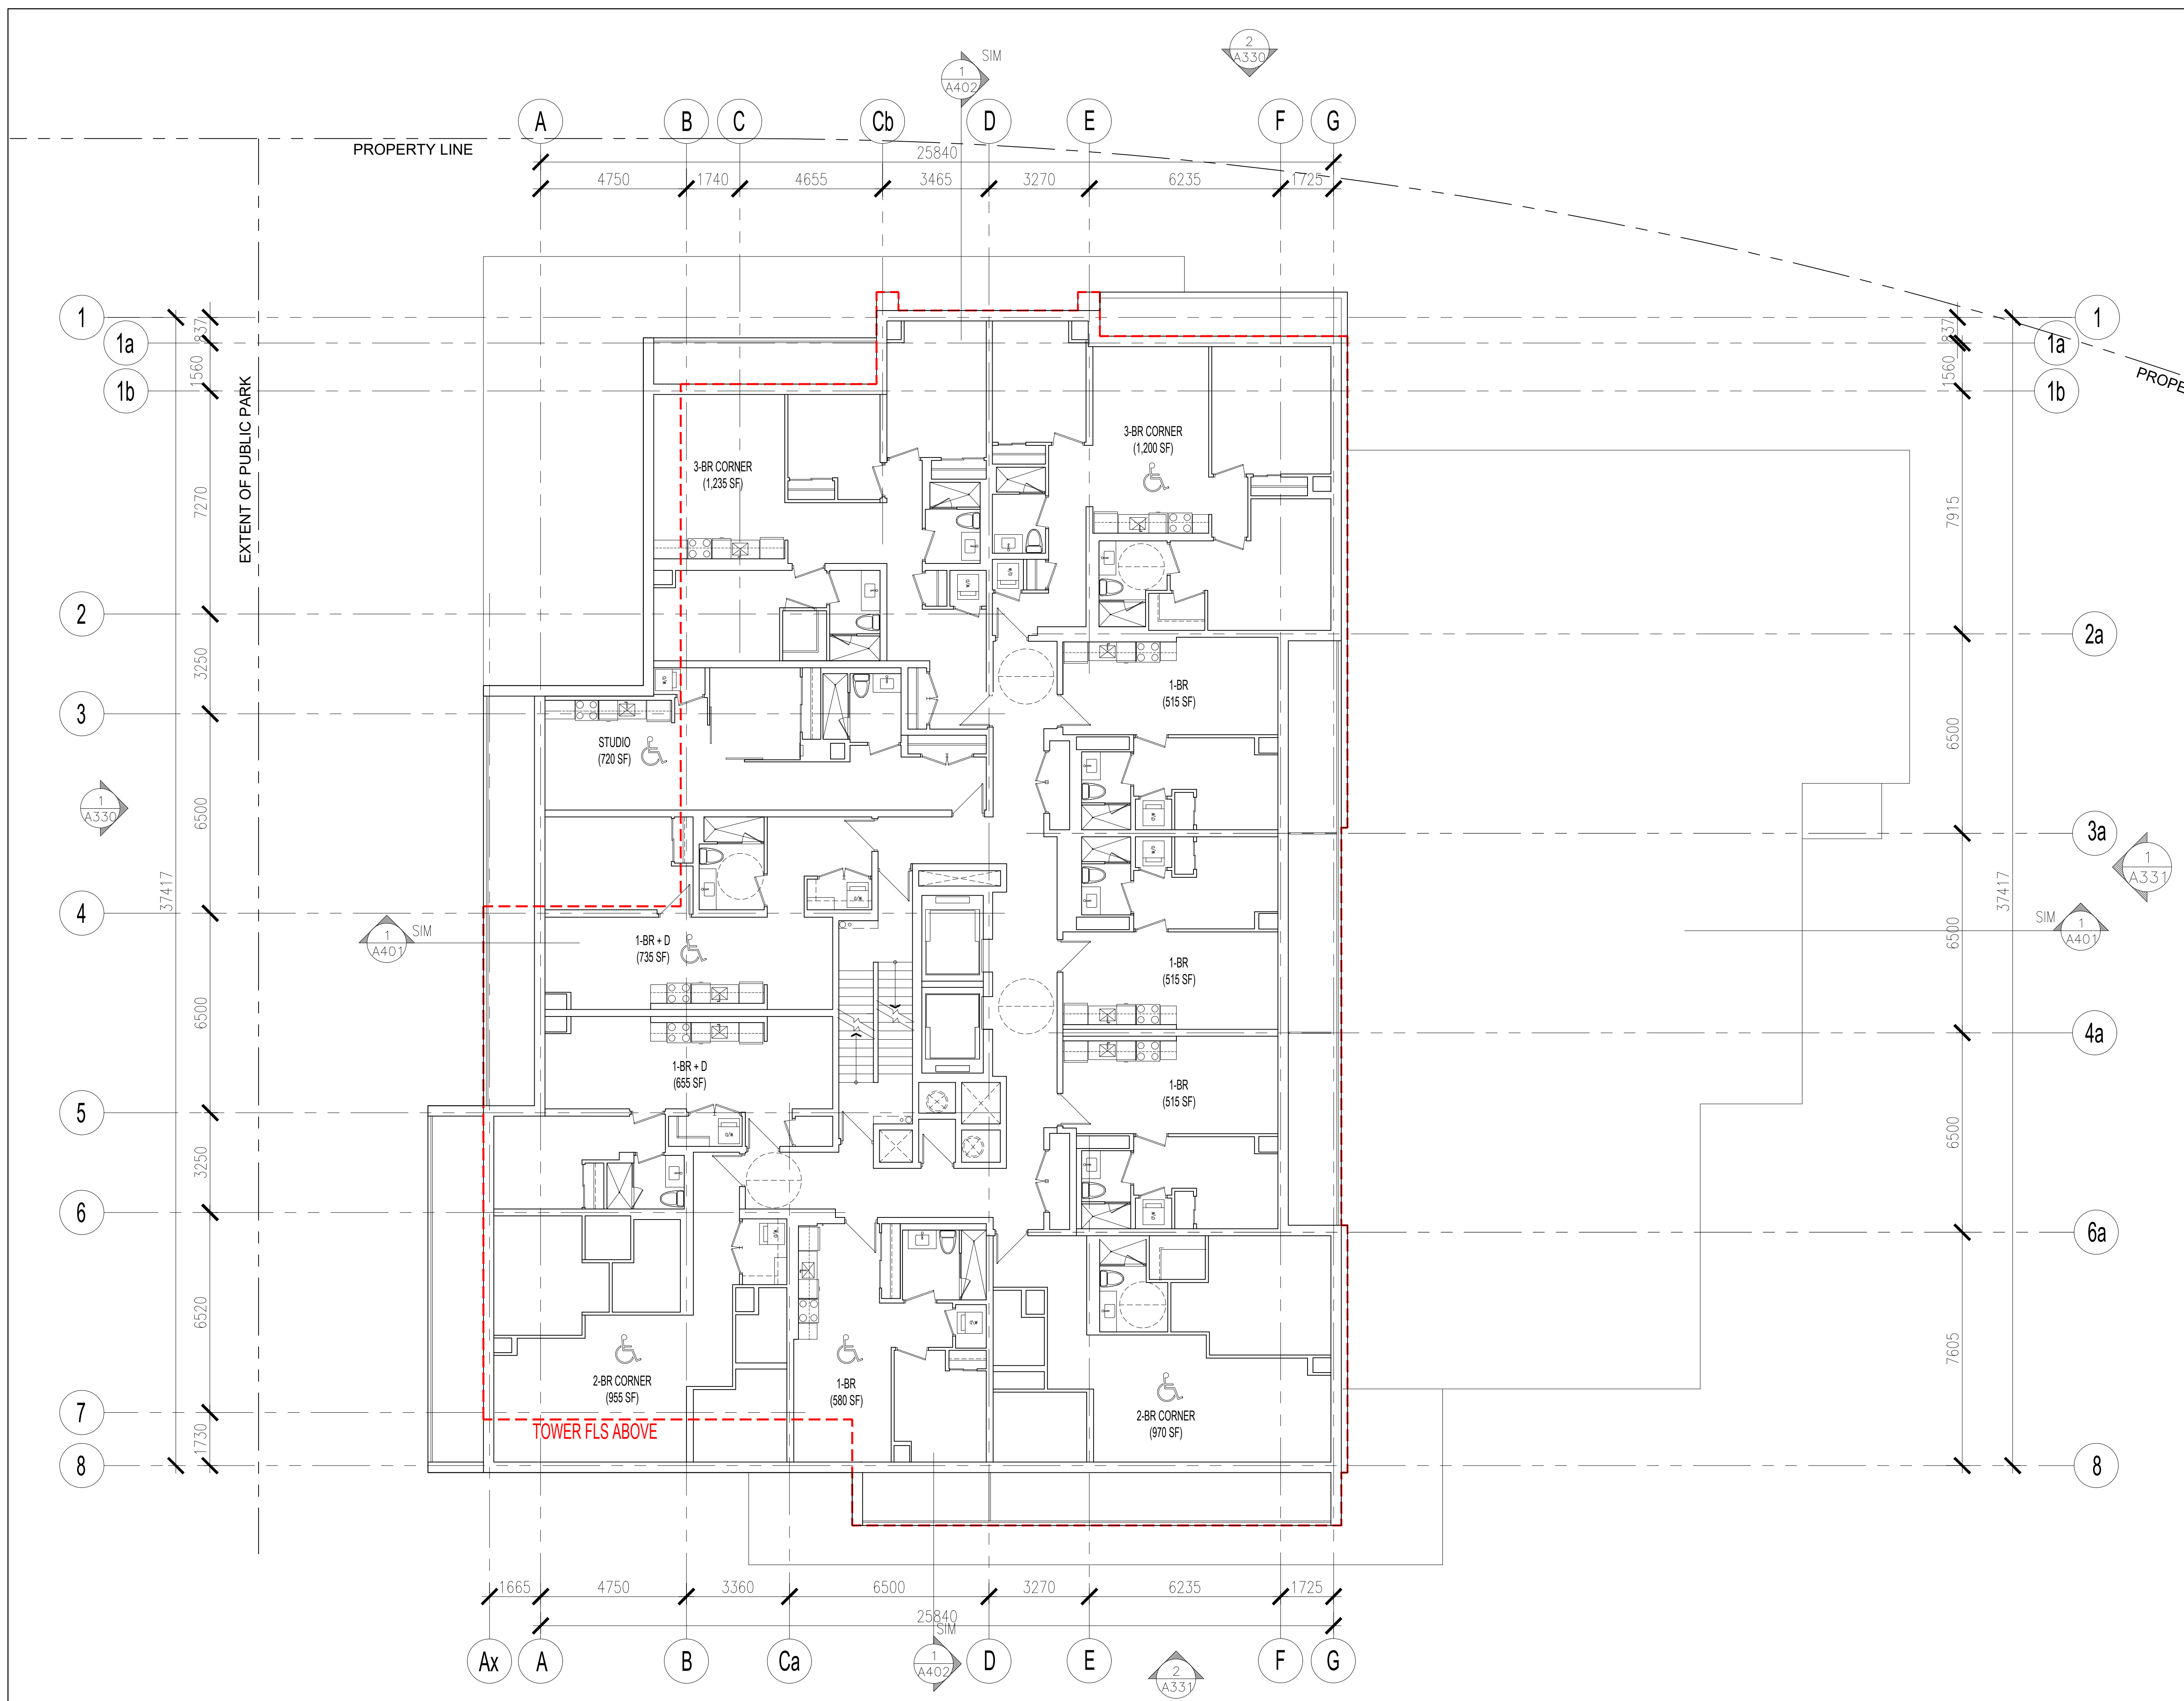 2
A330
SIM
1
A402
A
B
C
Cb
D
E
F
G
PROPERTY LINE
25840
4750
1740
4655
3465
3270
6235
1725
1
837
837
1
1a
1a
1560
1560
1b
1b
EXTENT OF PUBLIC PARK
3-BR CORNER
(1,235 SF)
3-BR CORNER
(1,200 SF)
7270
7915
W/D
W/D
2
2a
3250
W/D
1-BR
(515 SF)
3
STUDIO
(720 SF)
6500
1
A330
6500
W/D
3a
W/D
1
A331
37417
37417
W/D
W/D
4
1
A401
SIM
1-BR + D
(735 SF)
1-BR
(515 SF)
6500
SIM
1
A401
6500
4a
1-BR + D
(655 SF)
1-BR
(515 SF)
5
W/D
6500
3250
W/D
6
6a
W/D
6520
W/D
7605
2-BR CORNER
(955 SF)
1-BR
(580 SF)
2-BR CORNER
(970 SF)
7
TOWER FLS ABOVE
1730
8
8
1665
4750
3360
6500
3270
6235
1725
25840
SIM
Ax
A
B
Ca
1
A402
D
E
2
A331
F
G